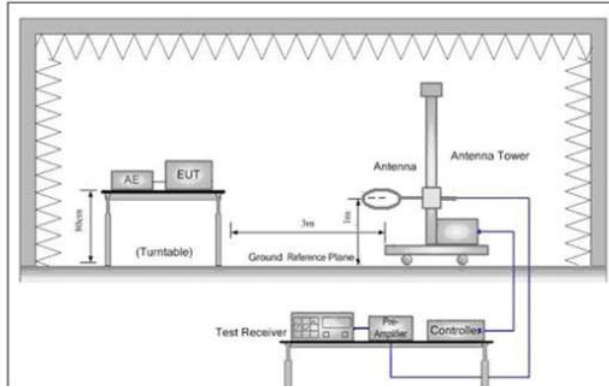 Antenna
Antenna Tower
AE
EUT
80cm
(Turntable)
3m
1m
Ground Reference Plane
Test Receiver
Pre-
Amplifier
Controller